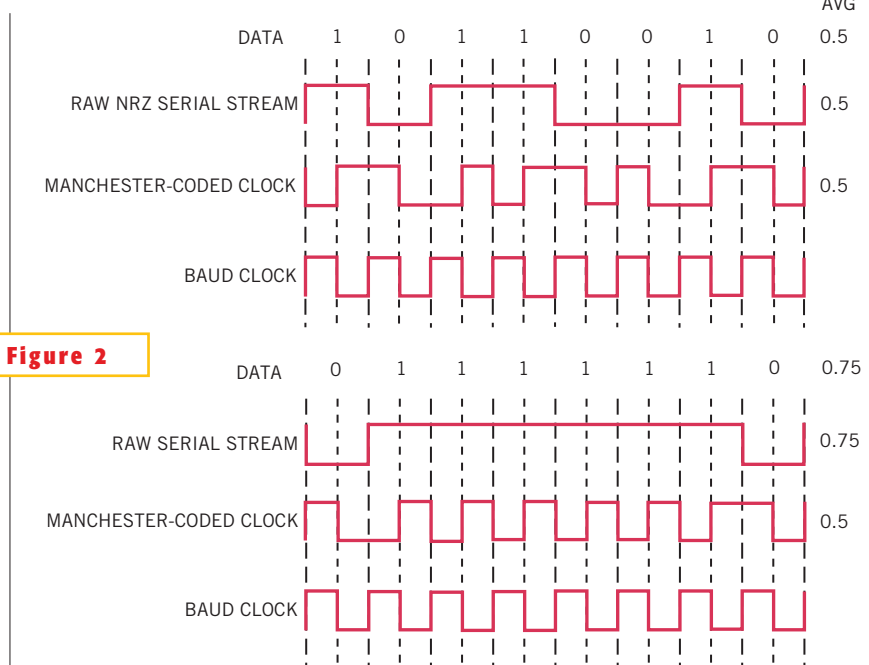 AVG
DATA 1 0 1 1 0 0 1 0 0.5
RAW NRZ SERIAL STREAM 0.5
MANCHESTER-CODED CLOCK 0.5
BAUD CLOCK
Figure 2
DATA 0 1 1 1 1 1 1 0 0.75
RAW SERIAL STREAM 0.75
MANCHESTER-CODED CLOCK 0.5
BAUD CLOCK